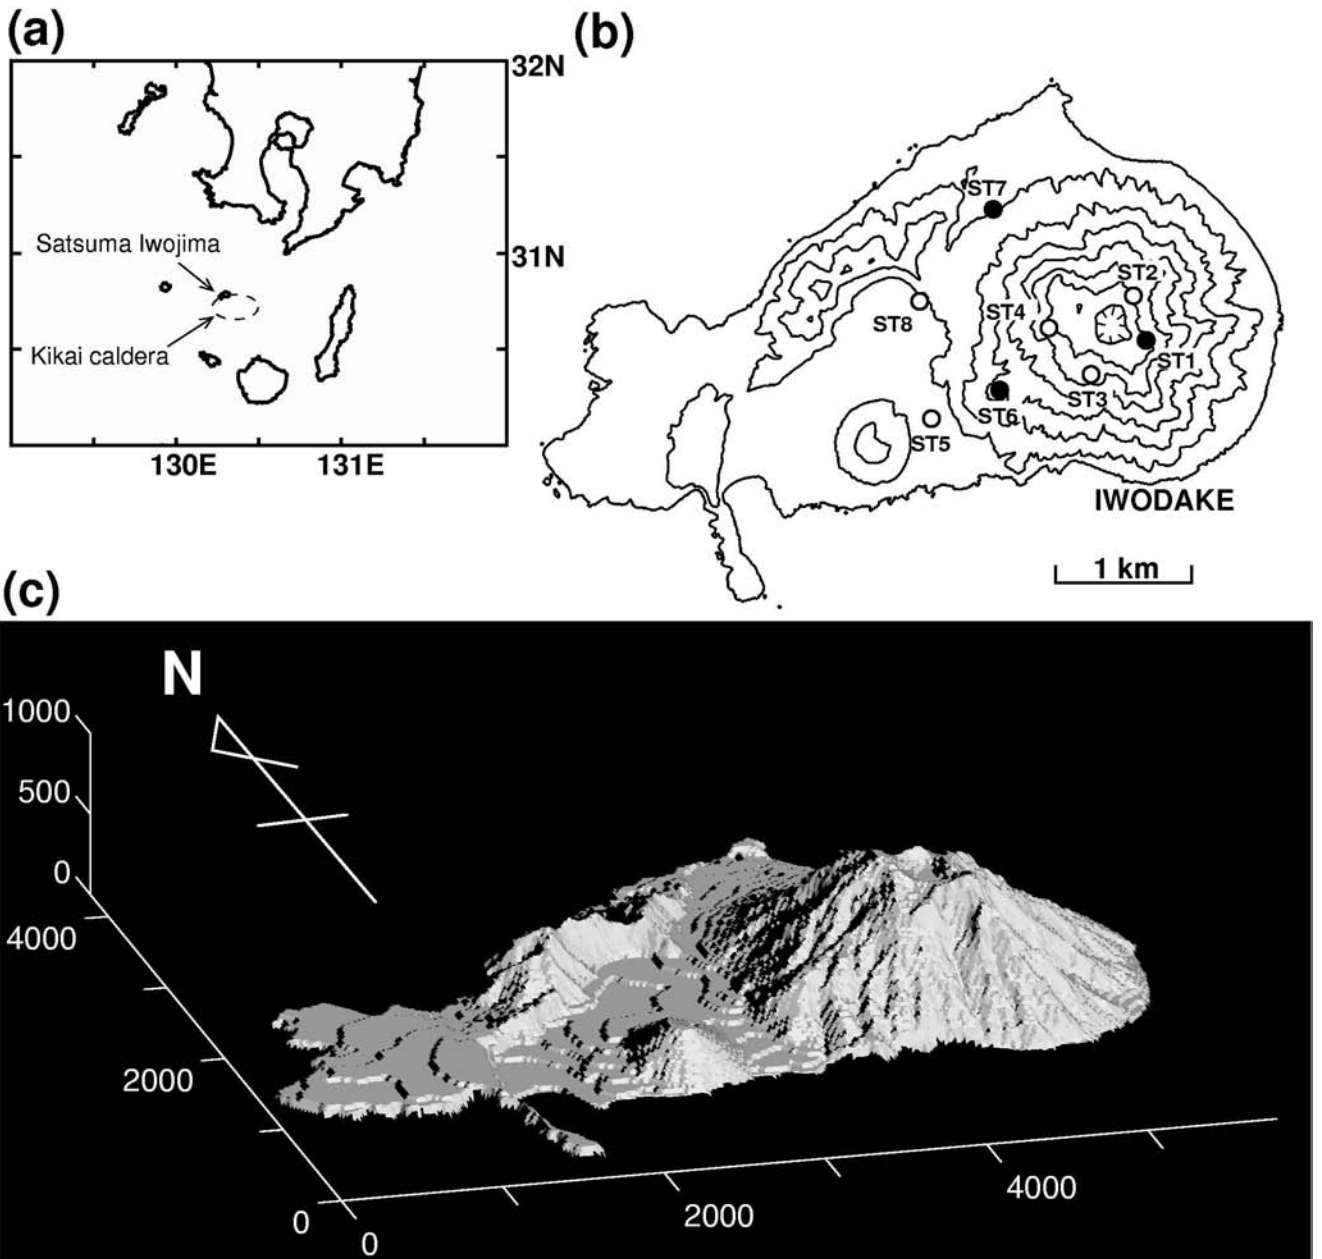 (a)
32N
Satsuma Iwojima
31N
Kikai caldera
130E
131E
(b)
ST7
ST2
ST4
ST8
ST1
ST3
ST6
ST5
IWODAKE
1 km
(c)
N
1000
500
0
4000
2000
0
0
2000
4000